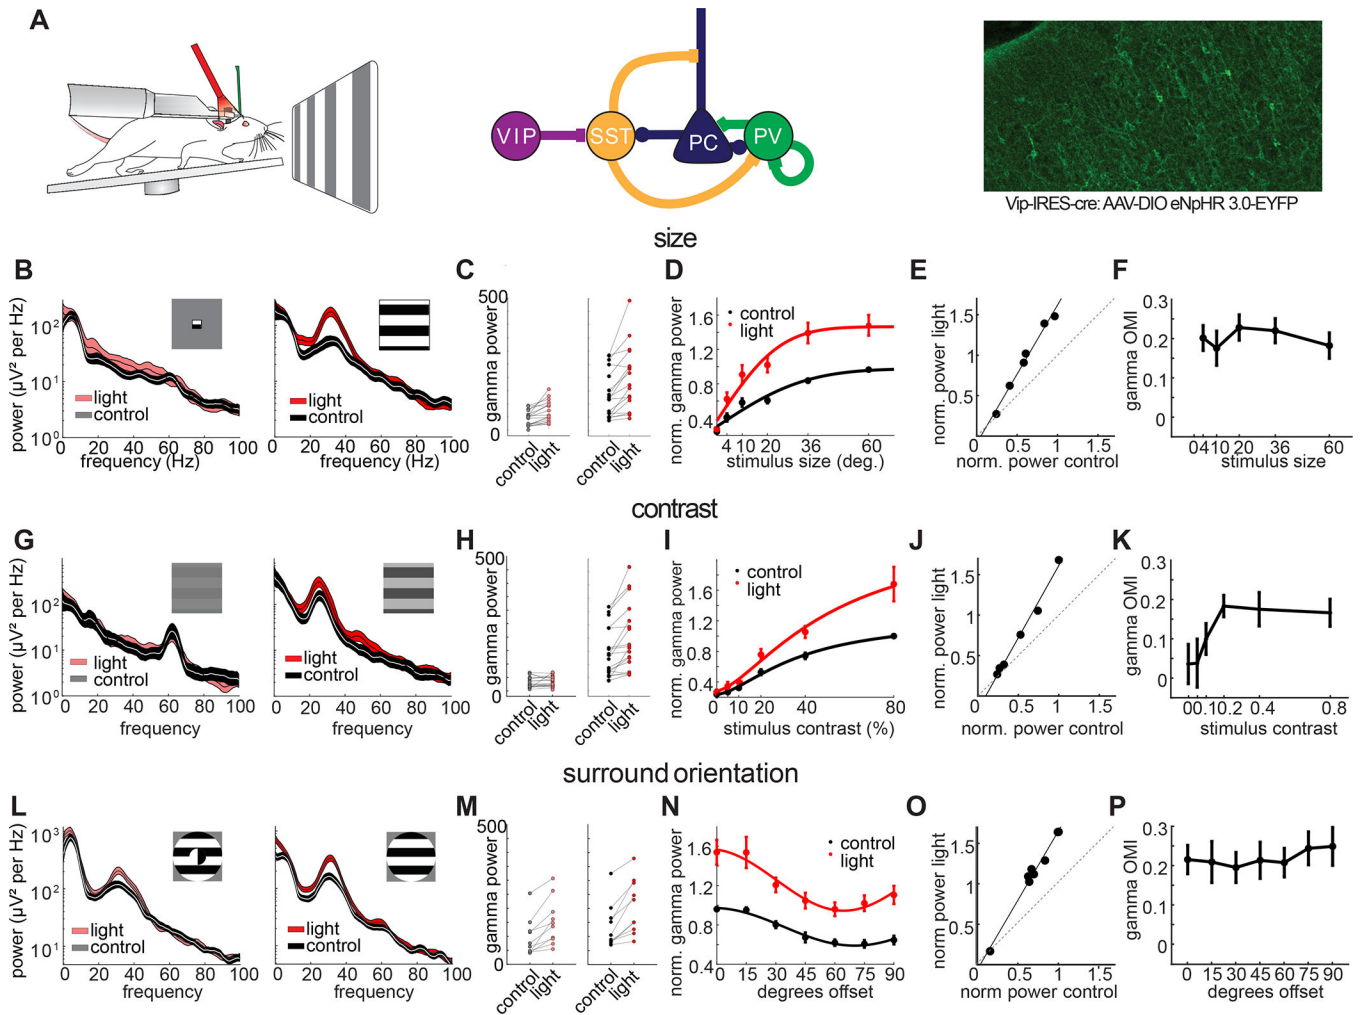 A
VIP
SST
PC
PV
Vip-IRES-cre: AAV-DIO eNpHR 3.0-EYFP
size
B
power (µV² per Hz)
10²
10¹
10⁰
light
control
0 20 40 60 80 100
frequency (Hz)
light
control
0 20 40 60 80 100
frequency (Hz)
C
gamma power
500
0
control
light
control
light
D
norm. gamma power
1.6
1.2
0.8
0.4
control
light
0 4 10 20 36 60
stimulus size (deg.)
E
norm. power light
1.5
1
0.5
0 0.5 1 1.5
norm. power control
F
gamma OMI
0.3
0.2
0.1
0
0 4 10 20 36 60
stimulus size
contrast
G
power (µV² per Hz)
10²
10¹
10⁰
light
control
0 20 40 60 80 100
frequency
light
control
0 20 40 60 80 100
frequency
H
gamma power
500
0
control
light
control
light
I
norm. gamma power
1.6
1.2
0.8
0.4
control
light
0 10 20 40 80
stimulus contrast (%)
J
norm. power light
1.5
1
0.5
0 0.5 1 1.5
norm. power control
K
gamma OMI
0.3
0.2
0.1
0
0 0.1 0.2 0.4 0.8
stimulus contrast
surround orientation
L
power (µV² per Hz)
10³
10²
10¹
light
control
0 20 40 60 80 100
frequency
light
control
0 20 40 60 80 100
frequency
M
gamma power
500
0
control
light
control
light
N
norm. gamma power
1.6
1.2
0.8
0.4
control
light
0 15 30 45 60 75 90
degrees offset
O
norm power light
1.5
1
0.5
0 0.5 1 1.5
norm power control
P
gamma OMI
0.3
0.2
0.1
0
0 15 30 45 60 75 90
degrees offset